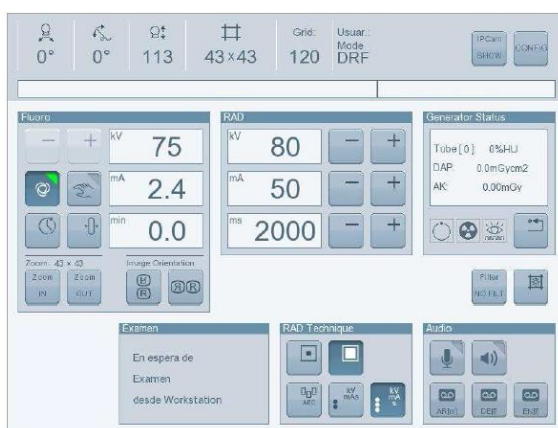 0° 0° 113 43×43 120
Grid: Usuar.:
Mode
DRF
IPCam
SHOW
CONFIG
Fluoro
kV 75
mA 2.4
min 0.0
Zoom: 43 x 43
Image Orientation
Zoom
IN
Zoom
OUT
RAD
kV 80
mA 50
ms 2000
Generator Status
Tube [ 0 ] 0%HU
DAP: 0.0mGycm2
AK: 0.00mGy
Filter
NO FILT
Examen
En espera de
Examen
desde Workstation
RAD Technique
AEC
kV
mAs
kV
mA
s
Audio
DE[I]
EN[I]